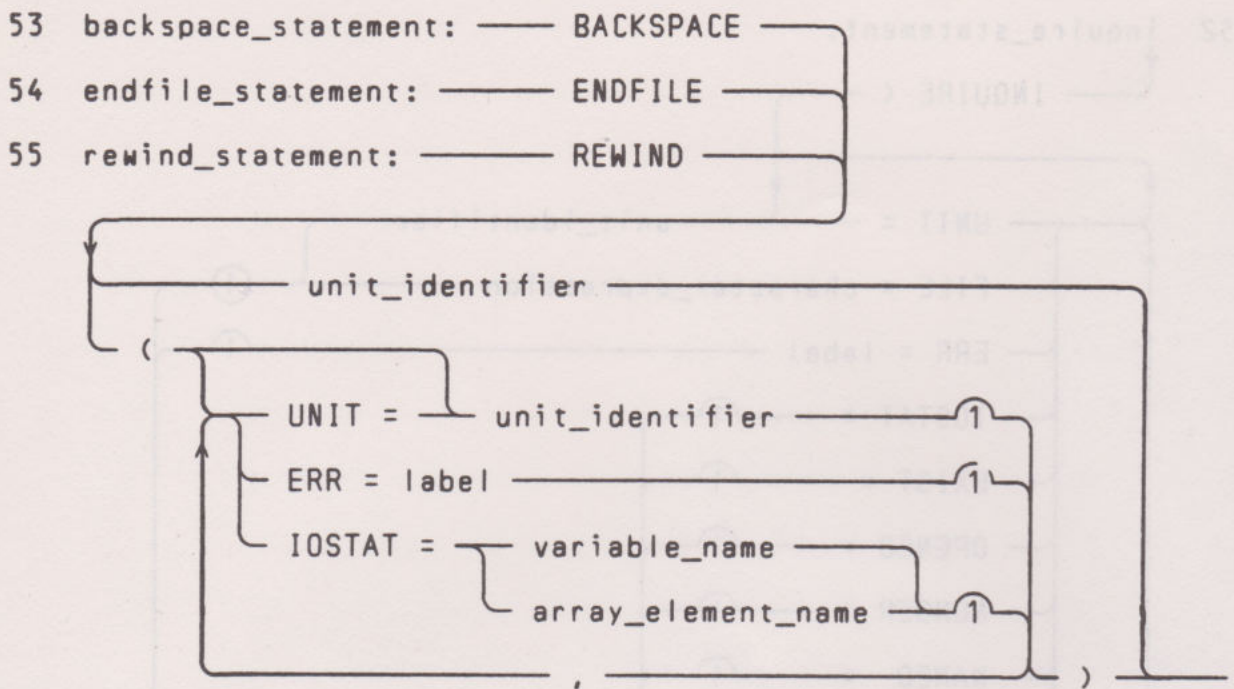 53 backspace_statement: BACKSPACE
54 endfile_statement: ENDFILE
55 rewind_statement: REWIND
unit_identifier
(
UNIT = unit_identifier 1
ERR = label 1
IOSTAT = variable_name
array_element_name 1
, )